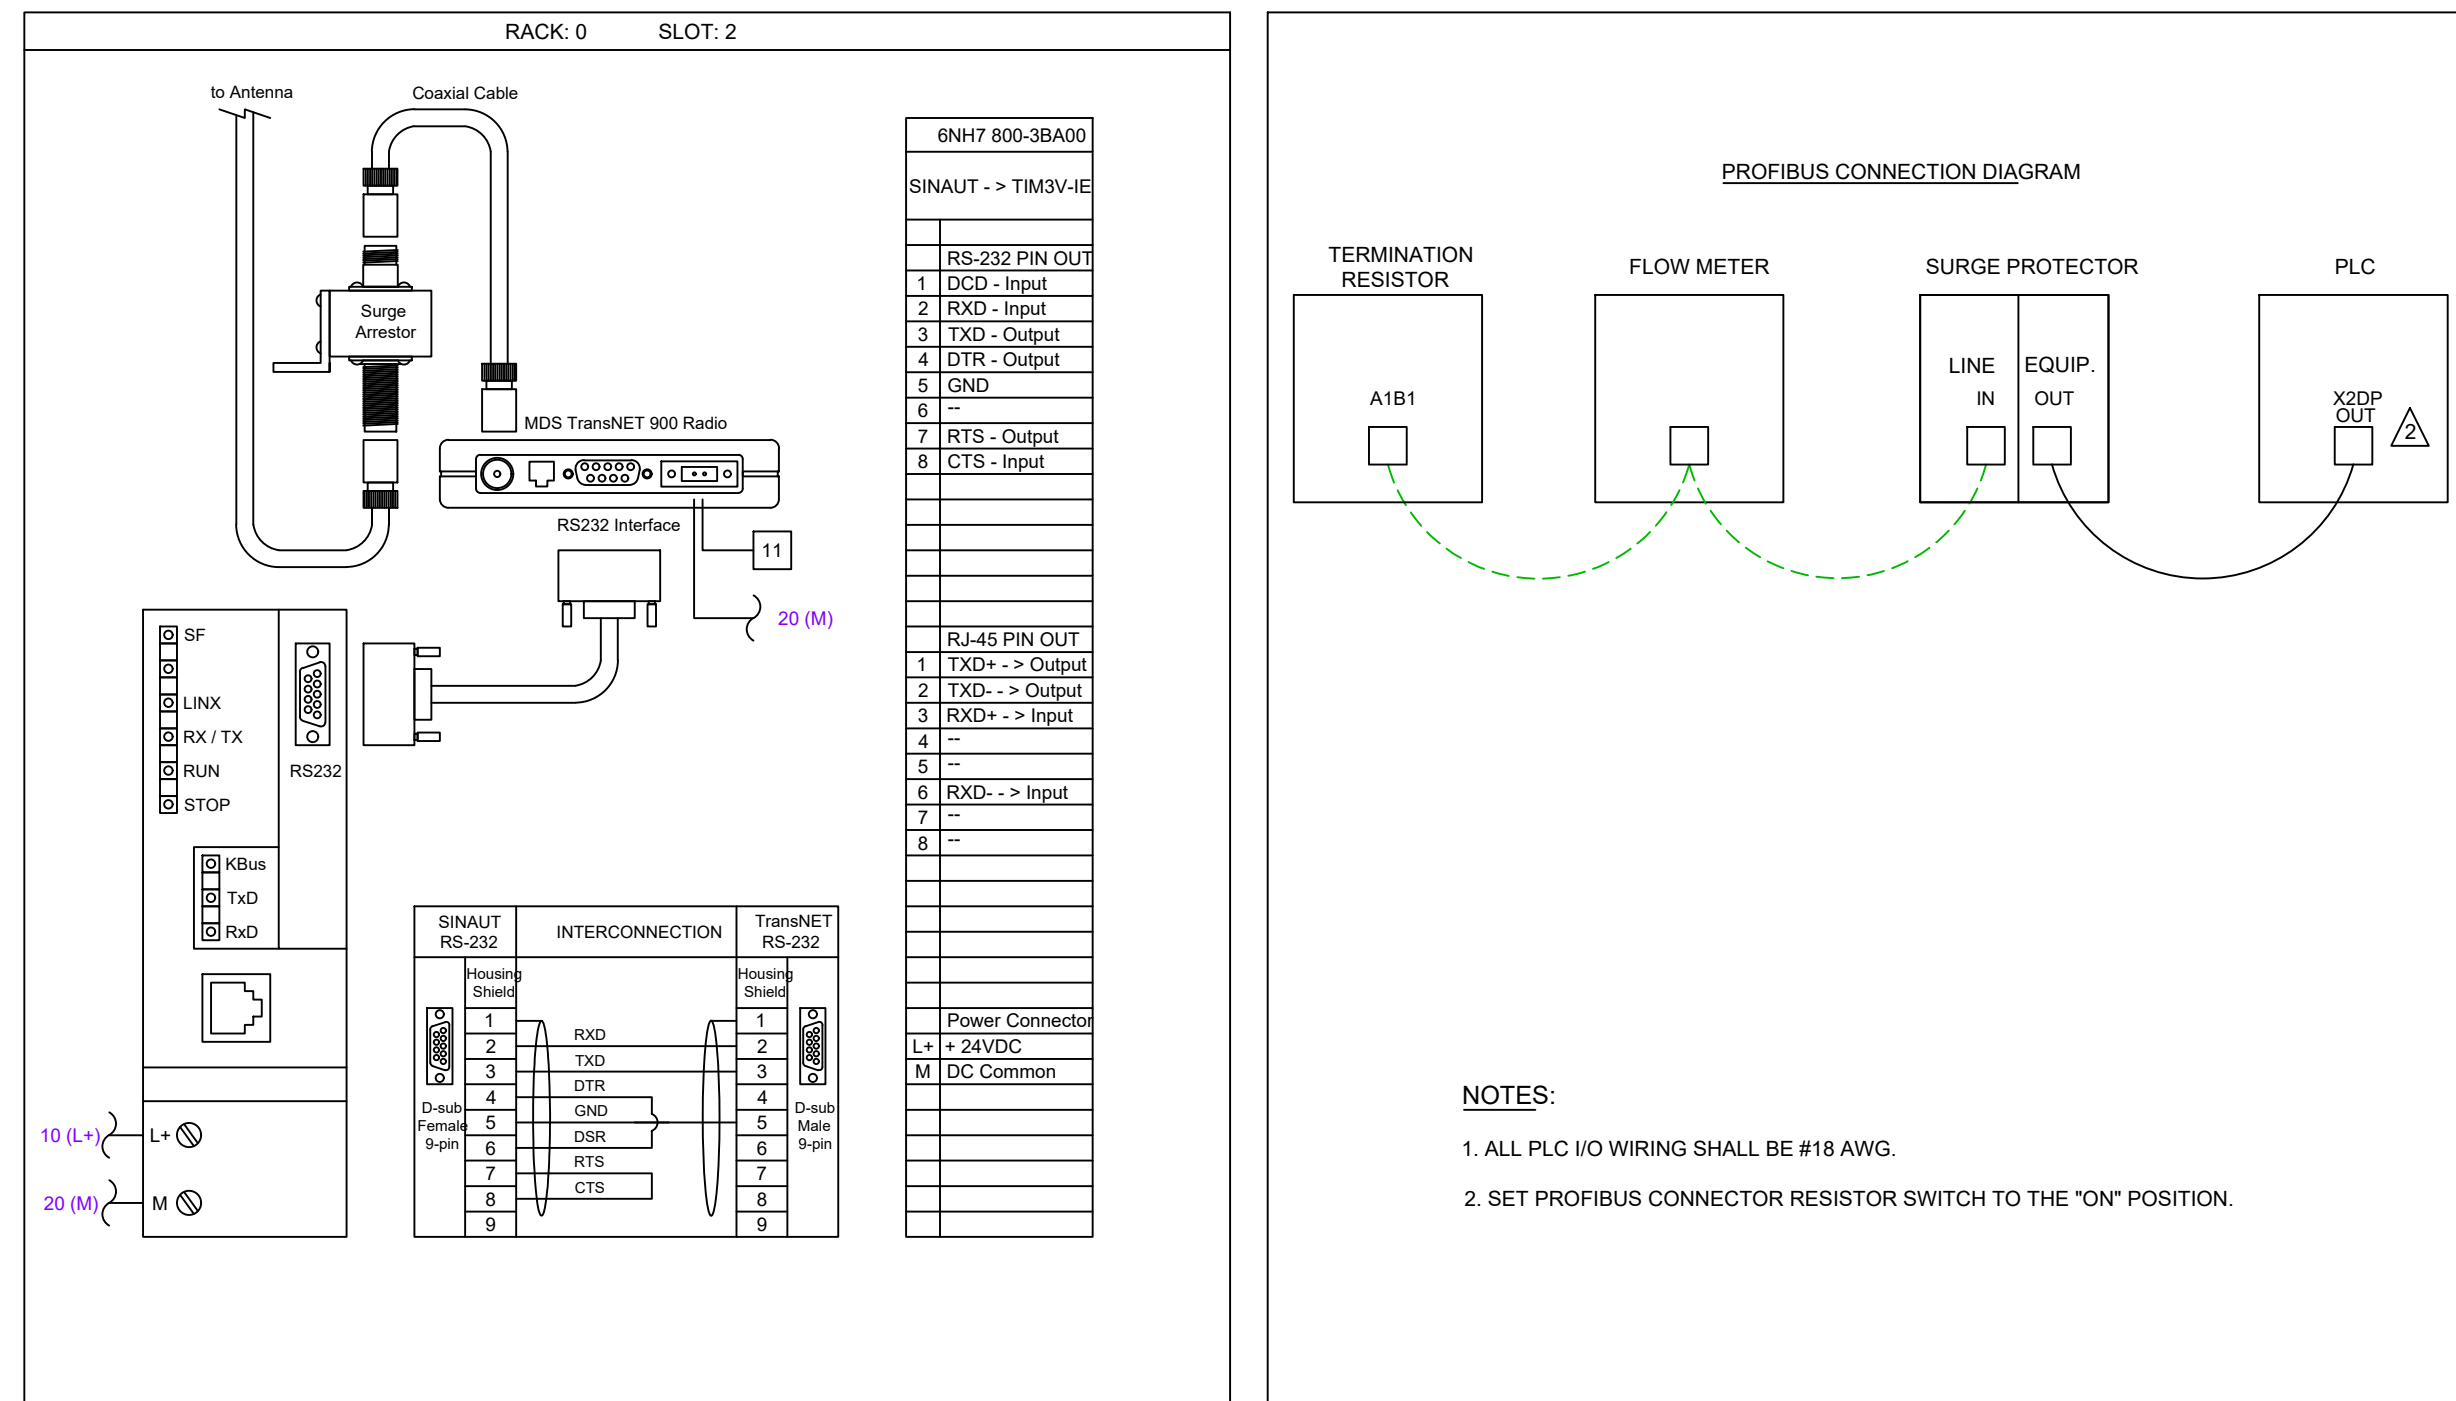 RACK: 0 SLOT: 2
to Antenna
Coaxial Cable
Surge
Arrestor
MDS TransNET 900 Radio
RS232 Interface
11
20 (M)
SF
LINX
RX / TX
RUN
STOP
RS232
KBus
TxD
RxD
10 (L+)
L+
20 (M)
M
SINAUT
RS-232
INTERCONNECTION
TransNET
RS-232
Housing
Shield
Housing
Shield
1 1
2 RXD 2
3 TXD 3
4 DTR 4
5 GND 5
6 DSR 6
7 RTS 7
8 CTS 8
9 9
D-sub
Female
9-pin
D-sub
Male
9-pin
6NH7 800-3BA00
SINAUT - > TIM3V-IE
RS-232 PIN OUT
1 DCD - Input
2 RXD - Input
3 TXD - Output
4 DTR - Output
5 GND
6 --
7 RTS - Output
8 CTS - Input
RJ-45 PIN OUT
1 TXD+ - > Output
2 TXD- - > Output
3 RXD+ - > Input
4 --
5 --
6 RXD- - > Input
7 --
8 --
Power Connector
L+ + 24VDC
M DC Common
PROFIBUS CONNECTION DIAGRAM
TERMINATION
RESISTOR
A1B1
FLOW METER
SURGE PROTECTOR
LINE
IN
EQUIP.
OUT
PLC
X2DP
OUT
2
NOTES:
1. ALL PLC I/O WIRING SHALL BE #18 AWG.
2. SET PROFIBUS CONNECTOR RESISTOR SWITCH TO THE "ON" POSITION.